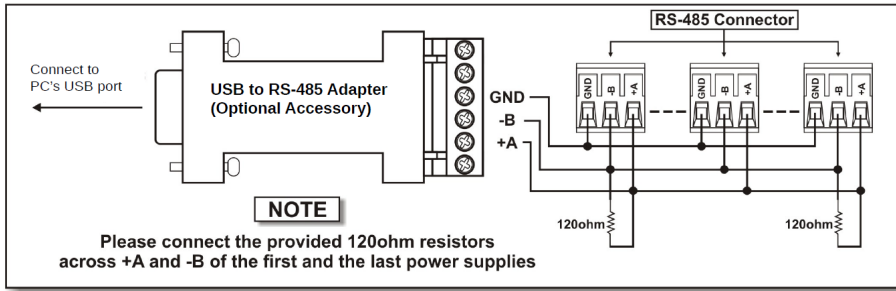 RS-485 Connector
Connect to
PC's USB port
USB to RS-485 Adapter
(Optional Accessory)
GND
-B
+A
GND
-B
+A
GND
-B
+A
GND
-B
+A
120ohm
120ohm
NOTE
Please connect the provided 120ohm resistors
across +A and -B of the first and the last power supplies